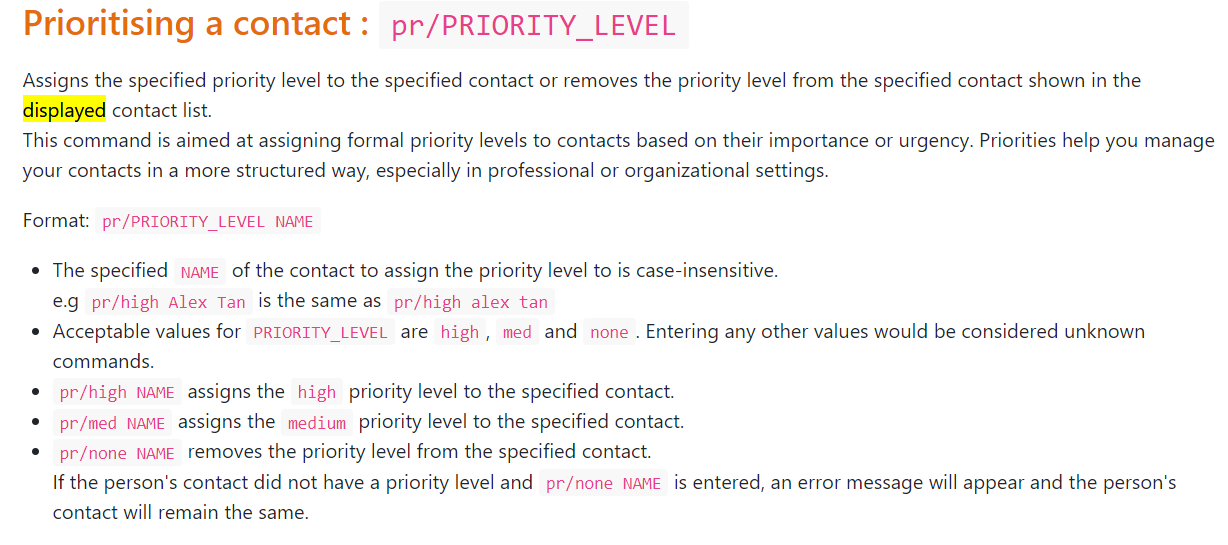 Prioritising a contact : pr/PRIORITY_LEVEL
Assigns the specified priority level to the specified contact or removes the priority level from the specified contact shown in the
displayed contact list.
This command is aimed at assigning formal priority levels to contacts based on their importance or urgency. Priorities help you manage
your contacts in a more structured way, especially in professional or organizational settings.
Format: pr/PRIORITY_LEVEL NAME
• The specified NAME of the contact to assign the priority level to is case-insensitive.
e.g pr/high Alex Tan is the same as pr/high alex tan
• Acceptable values for PRIORITY_LEVEL are high, med and none. Entering any other values would be considered unknown
commands.
• pr/high NAME assigns the high priority level to the specified contact.
• pr/med NAME assigns the medium priority level to the specified contact.
• pr/none NAME removes the priority level from the specified contact.
If the person's contact did not have a priority level and pr/none NAME is entered, an error message will appear and the person's
contact will remain the same.